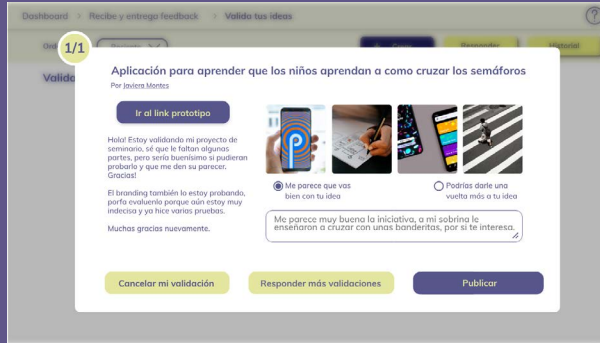 Dashboard > Recibe y entrega feedback > Valida tus ideas
?
Ord
Reciente
Crear
Responder
Historial
1/1
Valida
Aplicación para aprender que los niños aprendan a como cruzar los semáforos
Por Javiera Montes
Ir al link prototipo
Hola! Estoy validando mi proyecto de
seminario, sé que le faltan algunas
partes, pero sería buenísimo si pudieran
probarlo y que me den su parecer.
Gracias!
El branding también lo estoy probando,
porfa evaluenlo porque aún estoy muy
indecisa y ya hice varias pruebas.
Muchas gracias nuevamente.
Me parece que vas
bien con tu idea
Podrías darle una
vuelta más a tu idea
Me parece muy buena la iniciativa, a mi sobrina le
enseñaron a cruzar con unas banderitas, por si te interesa.
Cancelar mi validación
Responder más validaciones
Publicar